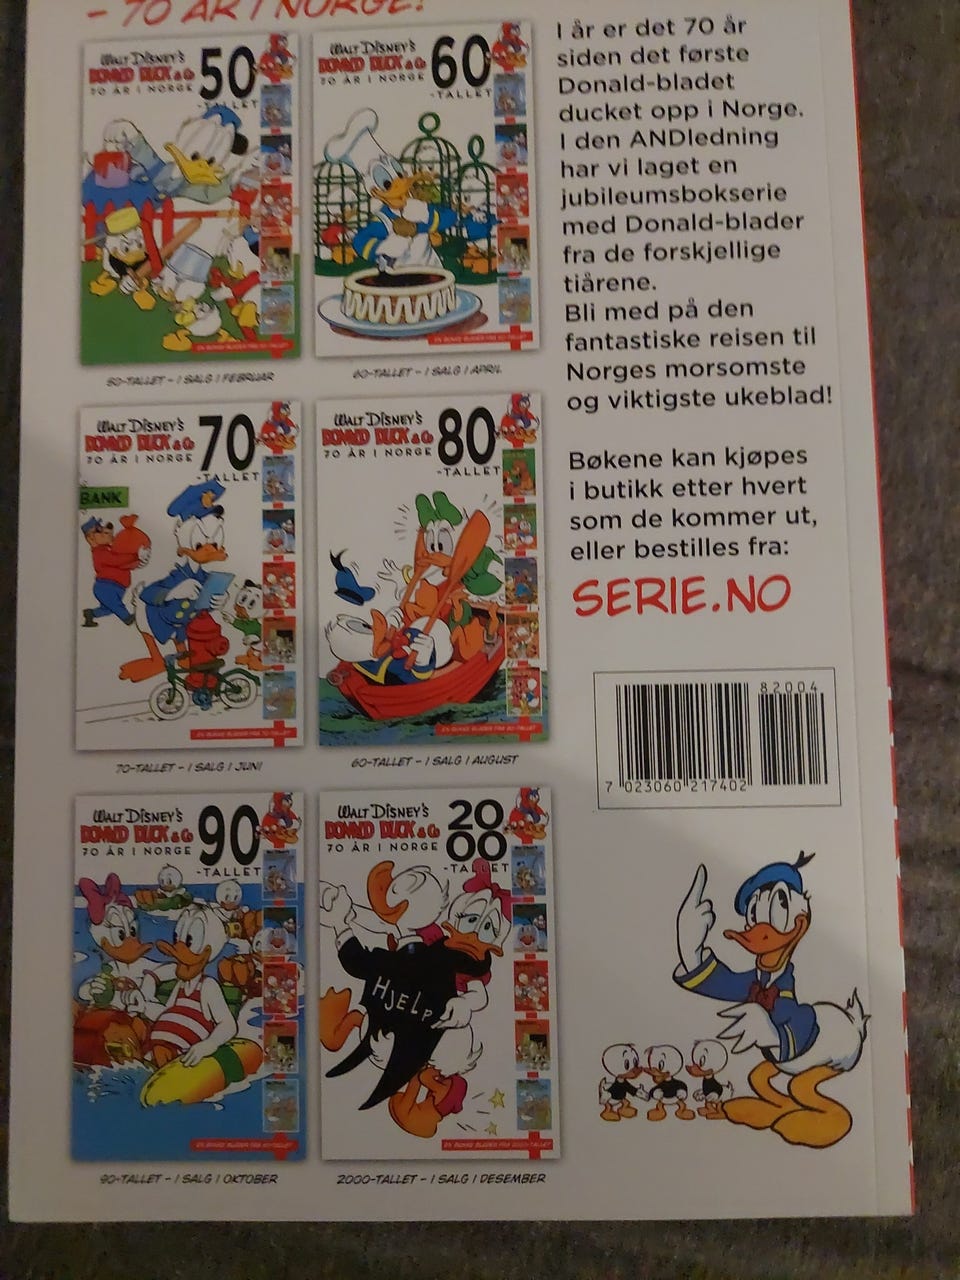 - 70 ÅR I NORGE!
WALT DISNEY'S
DONALD DUCK & Co
70 ÅR I NORGE
50
-TALLET
50-TALLET - I SALG I FEBRUAR
WALT DISNEY'S
DONALD DUCK & Co
70 ÅR I NORGE
60
-TALLET
60-TALLET - I SALG I APRIL
WALT DISNEY'S
DONALD DUCK & Co
70 ÅR I NORGE
70
-TALLET
BANK
70-TALLET - I SALG I JUNI
WALT DISNEY'S
DONALD DUCK & Co
70 ÅR I NORGE
80
-TALLET
60-TALLET - I SALG I AUGUST
WALT DISNEY'S
DONALD DUCK & Co
70 ÅR I NORGE
90
-TALLET
90-TALLET - I SALG I OKTOBER
WALT DISNEY'S
DONALD DUCK & Co
70 ÅR I NORGE
20
00
-TALLET
HJELP
2000-TALLET - I SALG I DESEMBER
I år er det 70 år
siden det første
Donald-bladet
ducket opp i Norge.
I den ANDledning
har vi laget en
jubileumsbokserie
med Donald-blader
fra de forskjellige
tiårene.
Bli med på den
fantastiske reisen til
Norges morsomste
og viktigste ukeblad!
Bøkene kan kjøpes
i butikk etter hvert
som de kommer ut,
eller bestilles fra:
SERIE.NO
82004
7 023060 217402